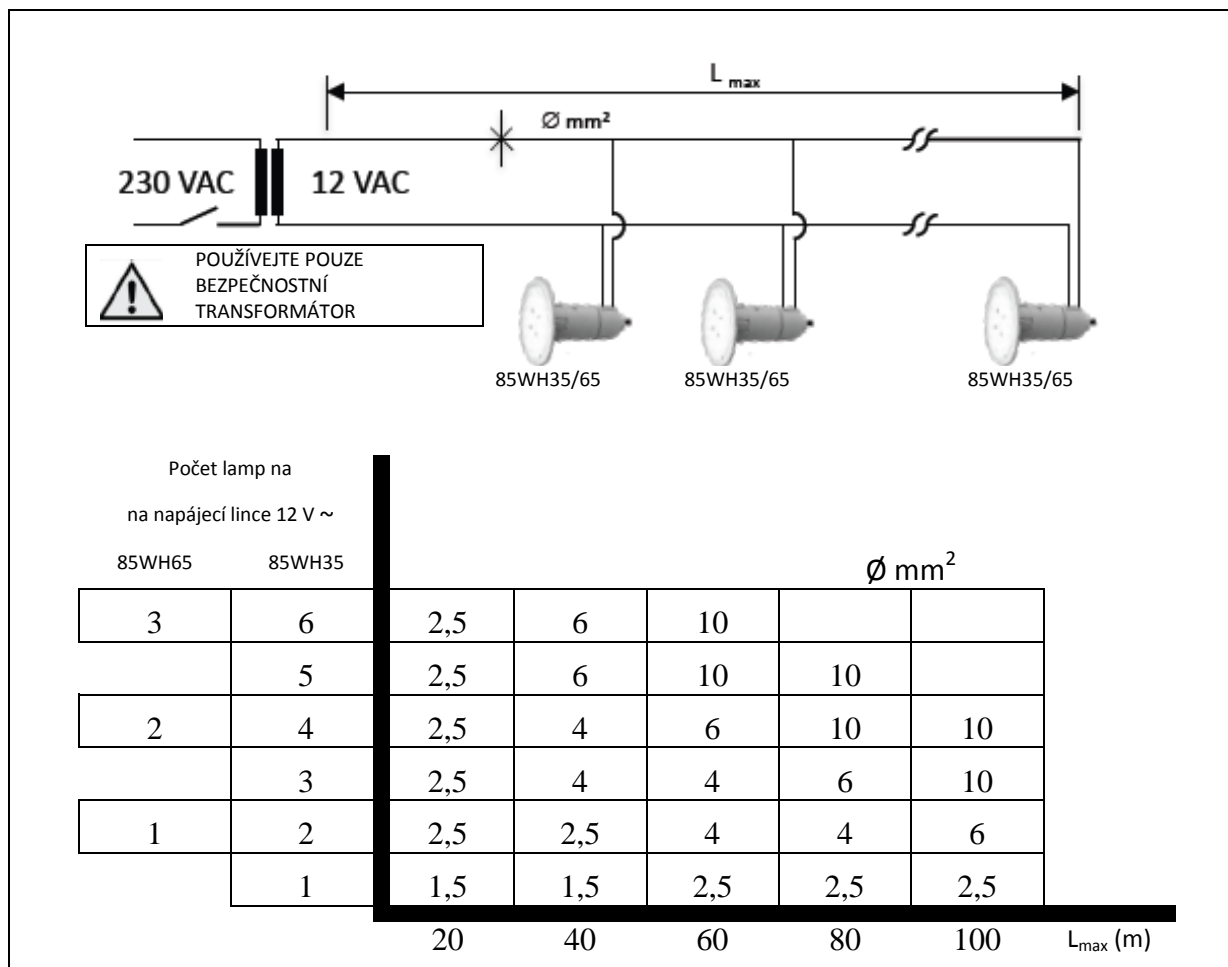 L max
Ø mm²
230 VAC
12 VAC
POUŽÍVEJTE POUZE
BEZPEČNOSTNÍ
TRANSFORMÁTOR
85WH35/65 85WH35/65 85WH35/65
Počet lamp na
na napájecí lince 12 V ~
85WH65 85WH35 Ø mm²
3 6 2,5 6 10
5 2,5 6 10 10
2 4 2,5 4 6 10 10
3 2,5 4 4 6 10
1 2 2,5 2,5 4 4 6
1 1,5 1,5 2,5 2,5 2,5
20 40 60 80 100 Lmax (m)